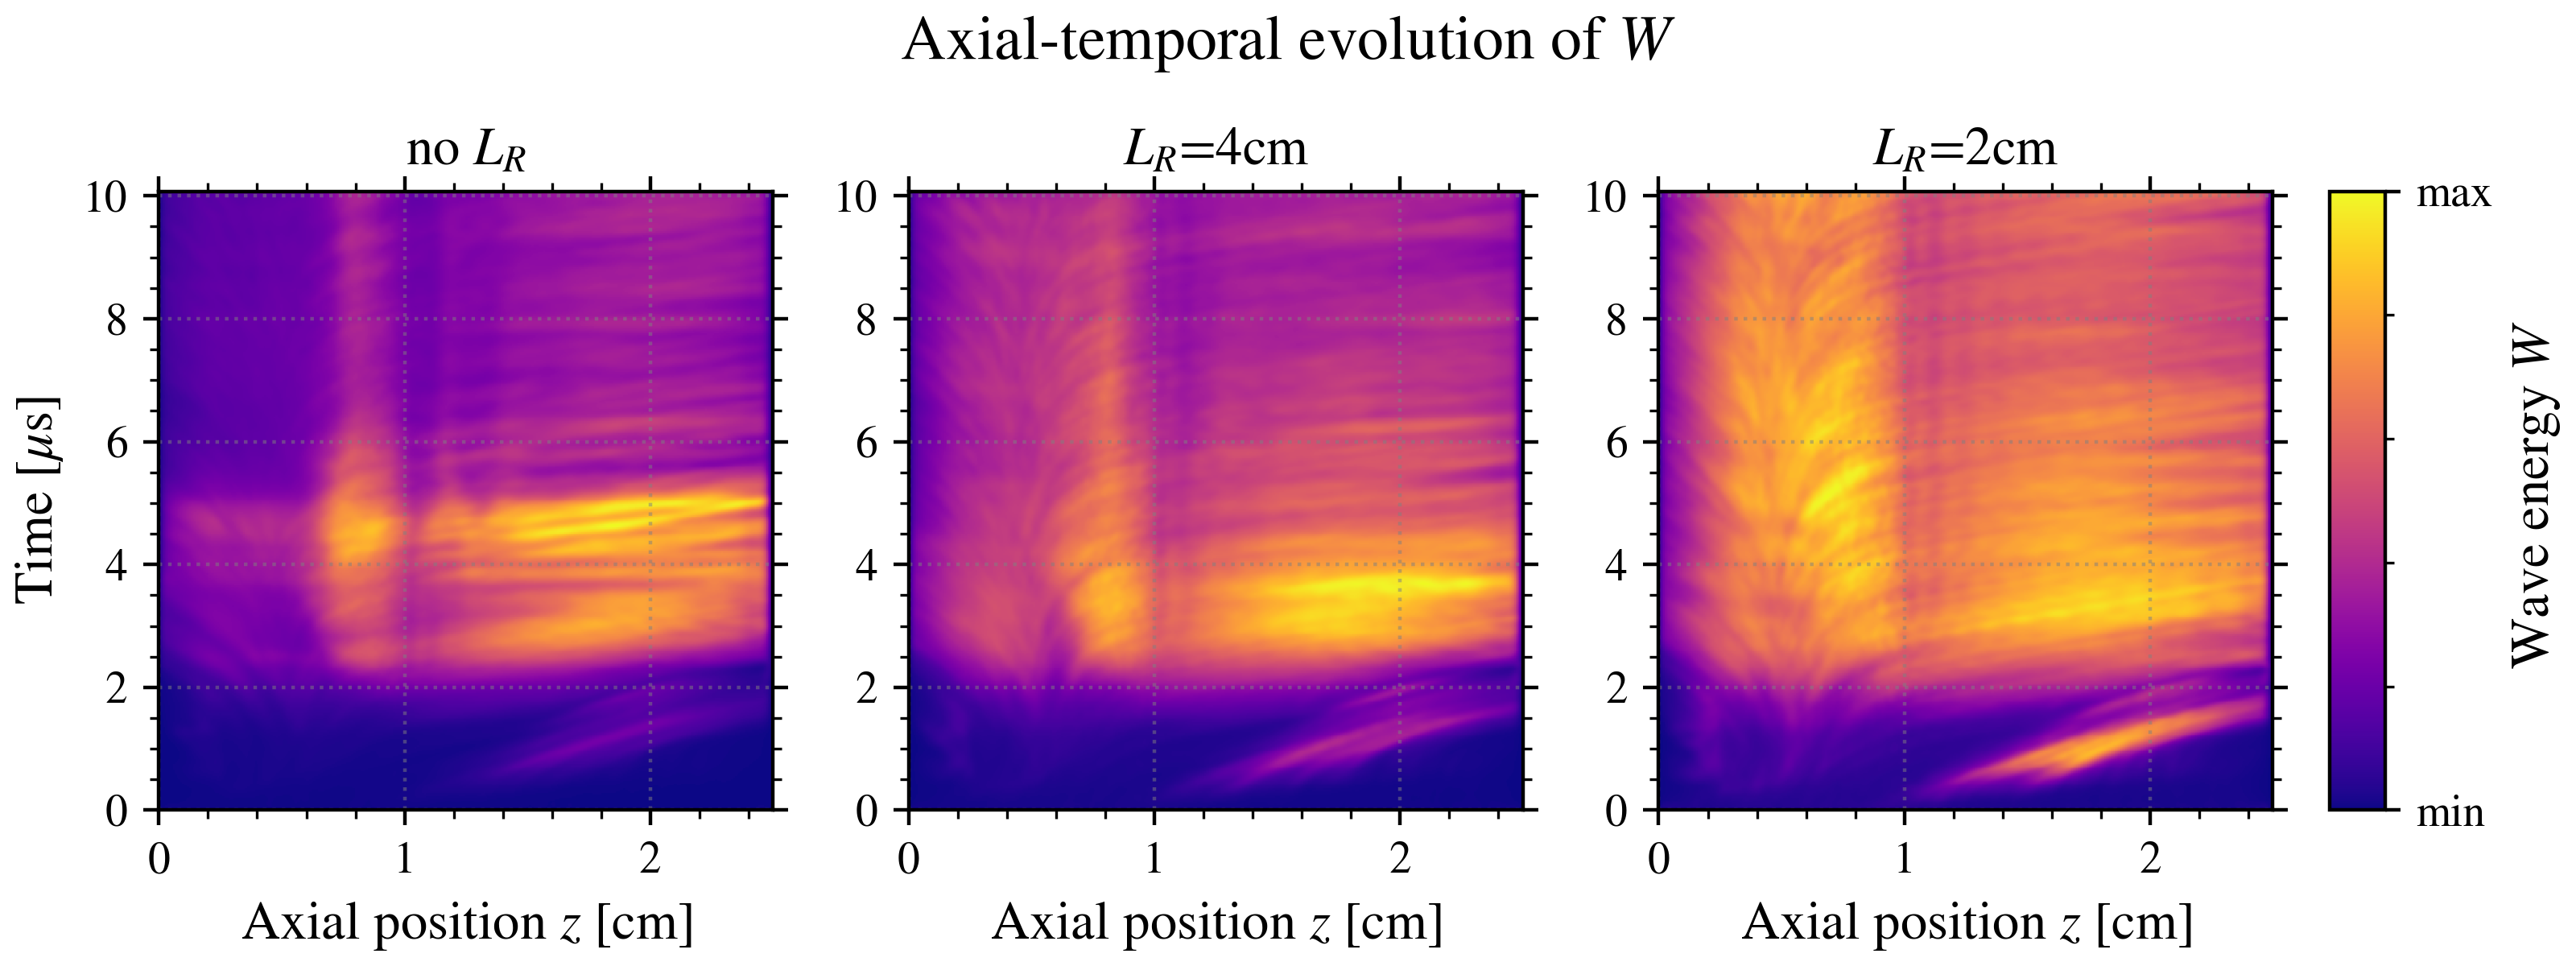 Axial-temporal evolution of W
no L_R
L_R=4cm
L_R=2cm
Time [μs]
10
8
6
4
2
0
0 1 2
Axial position z [cm]
10
8
6
4
2
0
0 1 2
Axial position z [cm]
10
8
6
4
2
0
0 1 2
Axial position z [cm]
max
min
Wave energy W